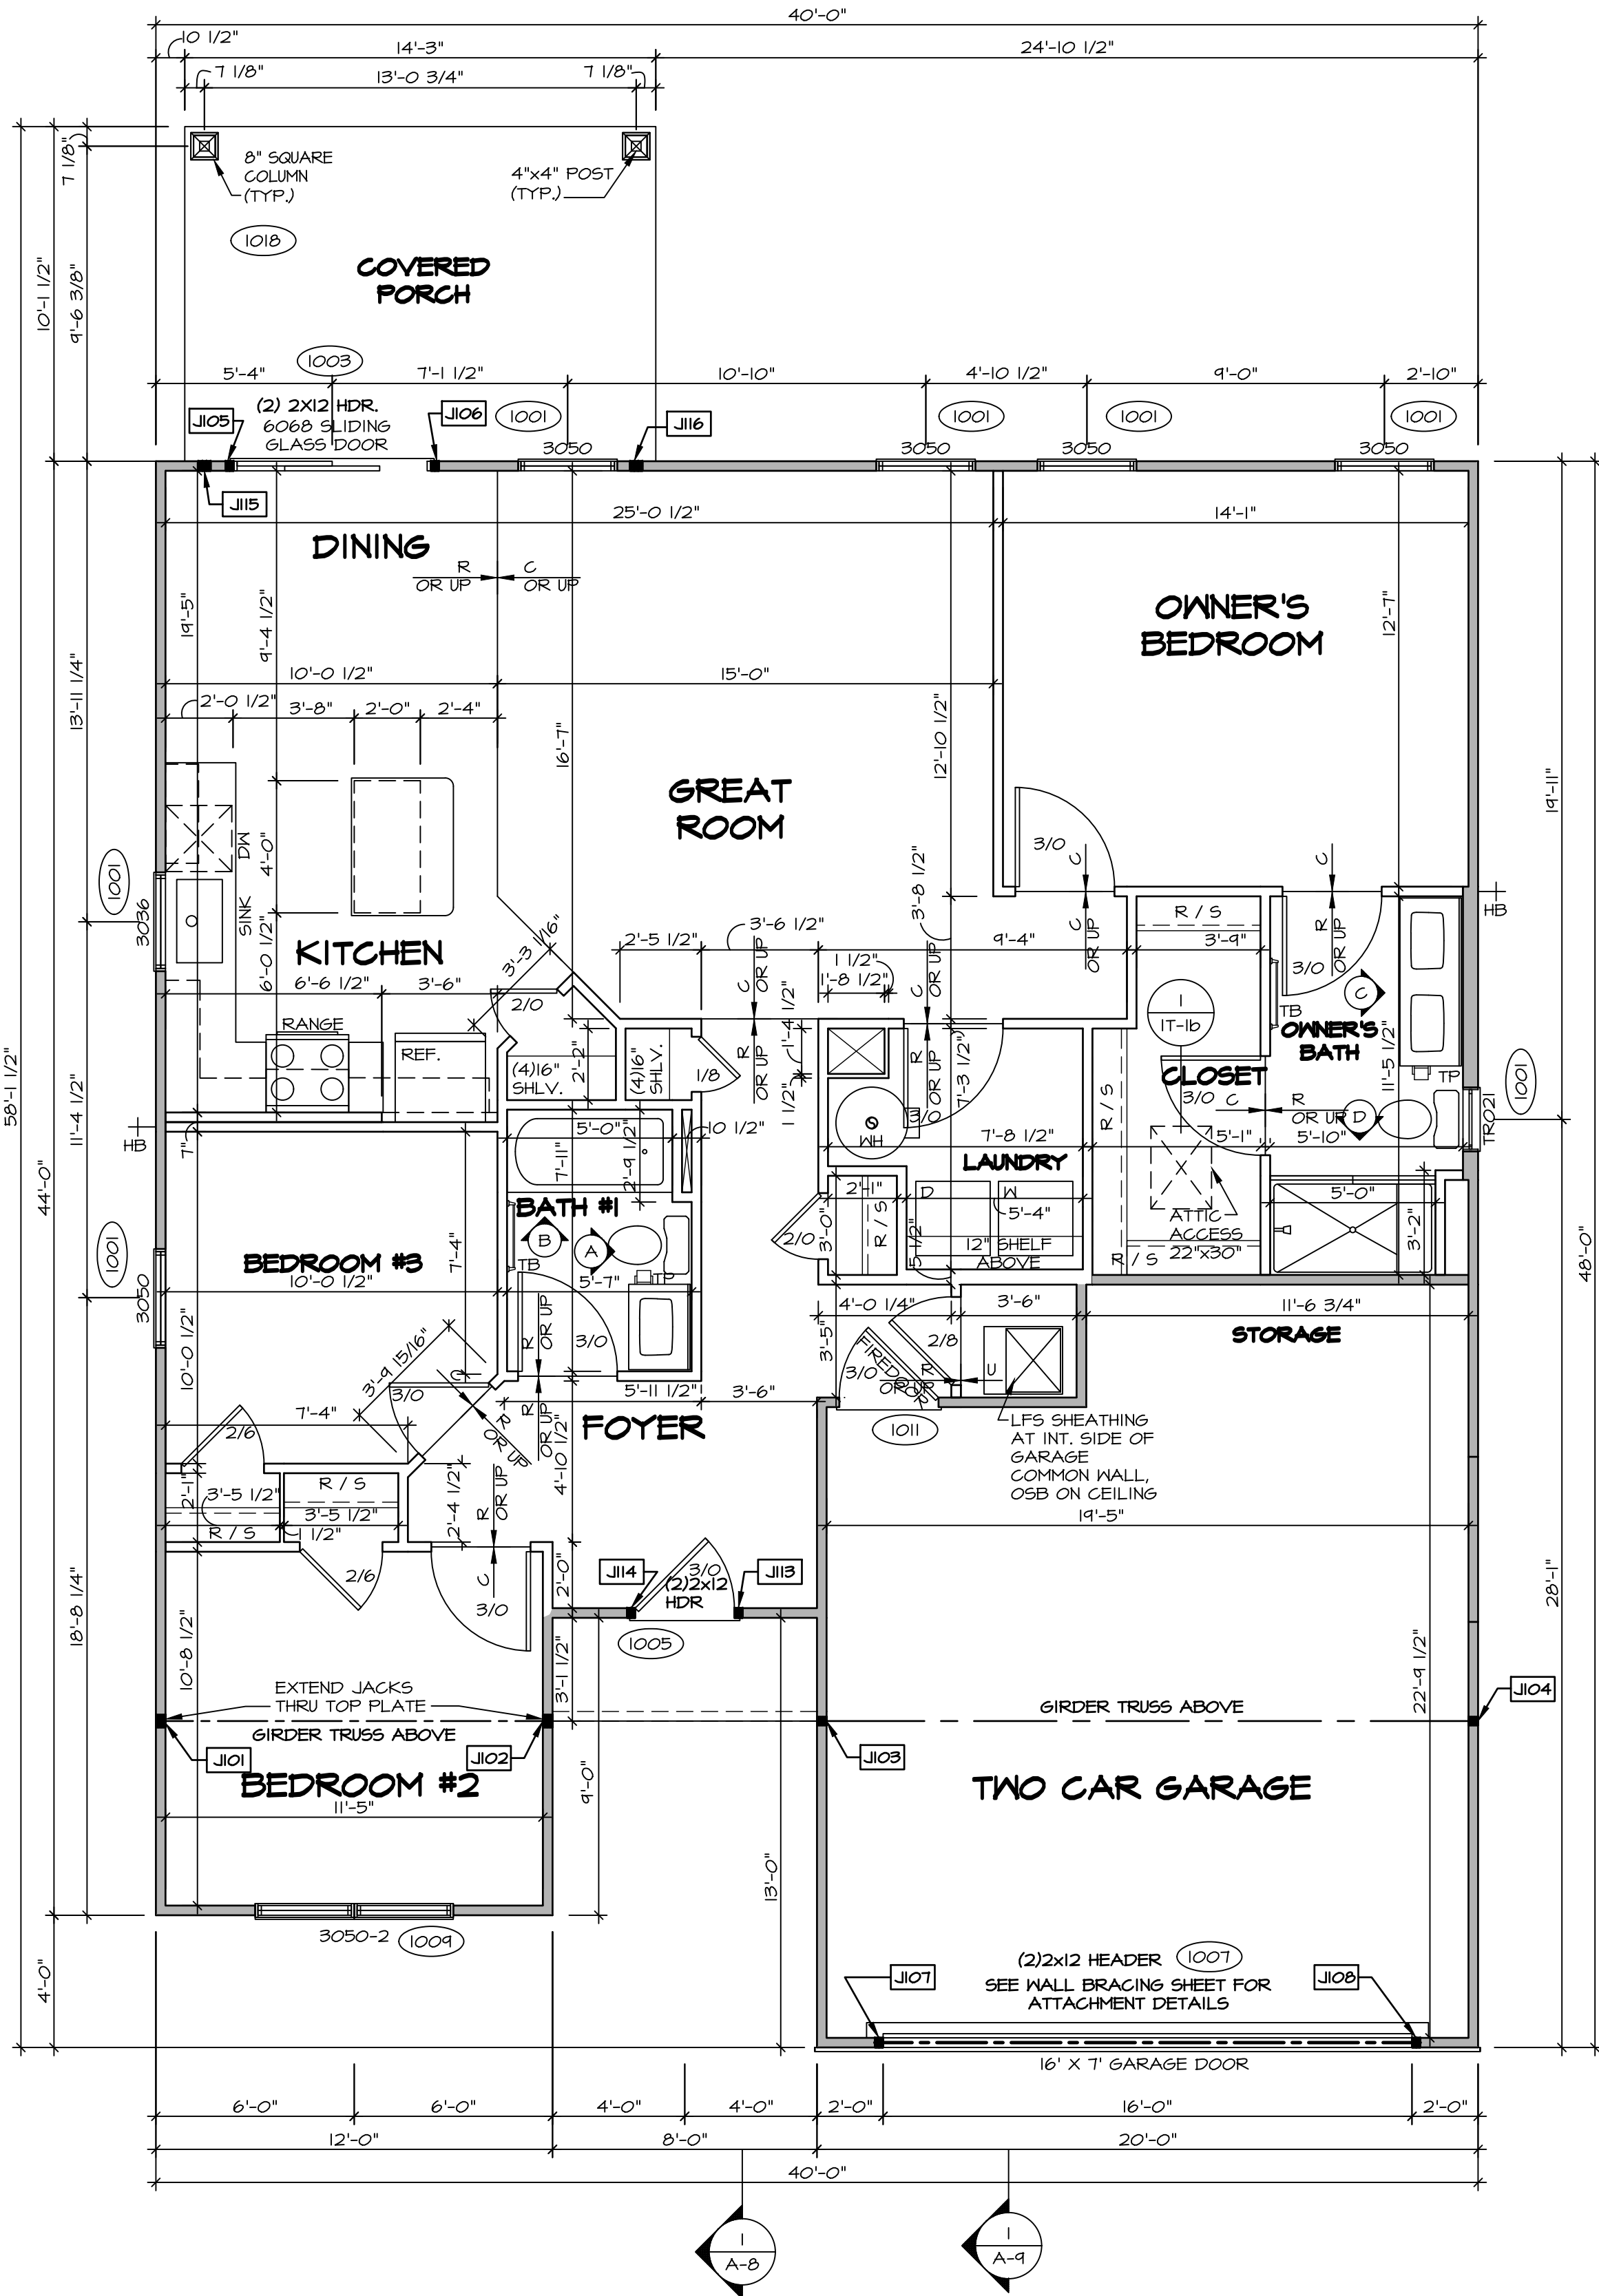 40'-0"
10 1/2"
14'-3"
24'-10 1/2"
7 1/8"
13'-0 3/4"
7 1/8"
7 1/8"
8" SQUARE
COLUMN
(TYP.)
4"x4" POST
(TYP.)
1018
COVERED
PORCH
10'-1 1/2"
9'-6 3/8"
1003
5'-4"
7'-1 1/2"
10'-10"
4'-10 1/2"
9'-0"
2'-10"
J105
(2) 2X12 HDR.
6068 SLIDING
GLASS DOOR
J106
1001
J116
1001
1001
1001
3050
3050
3050
J115
25'-0 1/2"
14'-1"
DINING
R
OR UP
C
OR UP
19'-5"
9'-4 1/2"
OWNER'S
BEDROOM
12'-7"
10'-0 1/2"
15'-0"
13'-11 1/4"
2'-0 1/2"
3'-8"
2'-0"
2'-4"
16'-7"
12'-10 1/2"
19'-11"
GREAT
ROOM
DW
4'-0"
1001
3036
SINK
3/0
C
C
OR UP
3'-8 1/2"
C
R
OR UP
HB
KITCHEN
6'-0 1/2"
3'-3 1/16"
2'-5 1/2"
3'-6 1/2"
9'-4"
R / S
3'-9"
3/0
6'-6 1/2"
3'-6"
2/0
C
OR UP
R
OR UP
1 1/2"
1'-8 1/2"
1'-4 1/2"
1 1/2"
C
OR UP
R
OR UP
1
1T-1b
TB
C
OWNER'S
BATH
RANGE
REF.
(4)16"
SHLV.
2'-2"
(4)16"
SHLV.
1/8
7'-3 1/2"
CLOSET
3/0
11'-5 1/2"
TP
1001
TR021
58'-1 1/2"
11'-4 1/2"
HB
7"
5'-0"
10 1/2"
7'-11"
2'-9 1/2"
WH
3/0
7'-8 1/2"
LAUNDRY
R / S
C
R
OR UP
D
5'-1"
5'-10"
44'-0"
BATH #1
B
A
TB
TP
2'-1"
D
W
5'-4"
ATTIC
ACCESS
22"x30"
5'-0"
3'-2"
48'-0"
1001
3050
BEDROOM #3
10'-0 1/2"
7'-4"
5'-7"
2/0
3'-0"
R / S
5 1/2"
12" SHELF
ABOVE
R / S
10'-0 1/2"
3'-9 15/16"
R
OR UP
R
OR UP
3/0
4'-0 1/4"
3'-6"
11'-6 3/4"
STORAGE
3'-5"
2/8
3/0
FIREDOOR
R
OR UP
U
7'-4"
3/0
C
R
OR UP
5'-11 1/2"
3'-6"
FOYER
4'-10 1/2"
1011
LFS SHEATHING
AT INT. SIDE OF
GARAGE
COMMON WALL,
OSB ON CEILING
2/6
2'-1"
3'-5 1/2"
R / S
R / S
3'-5 1/2"
1 1/2"
2'-4 1/2"
R
OR UP
C
19'-5"
18'-8 1/4"
2/6
3/0
2'-0"
J114
3/0
(2)2x12
HDR
J113
1005
28'-1"
10'-8 1/2"
3'-1 1/2"
22'-9 1/2"
EXTEND JACKS
THRU TOP PLATE
GIRDER TRUSS ABOVE
GIRDER TRUSS ABOVE
J104
J101
J102
J103
BEDROOM #2
11'-5"
9'-0"
TWO CAR GARAGE
13'-0"
3050-2
1009
4'-0"
(2)2x12 HEADER
1007
J107
SEE WALL BRACING SHEET FOR
ATTACHMENT DETAILS
J108
16' X 7' GARAGE DOOR
6'-0"
6'-0"
4'-0"
4'-0"
2'-0"
16'-0"
2'-0"
12'-0"
8'-0"
20'-0"
40'-0"
1
A-8
1
A-9